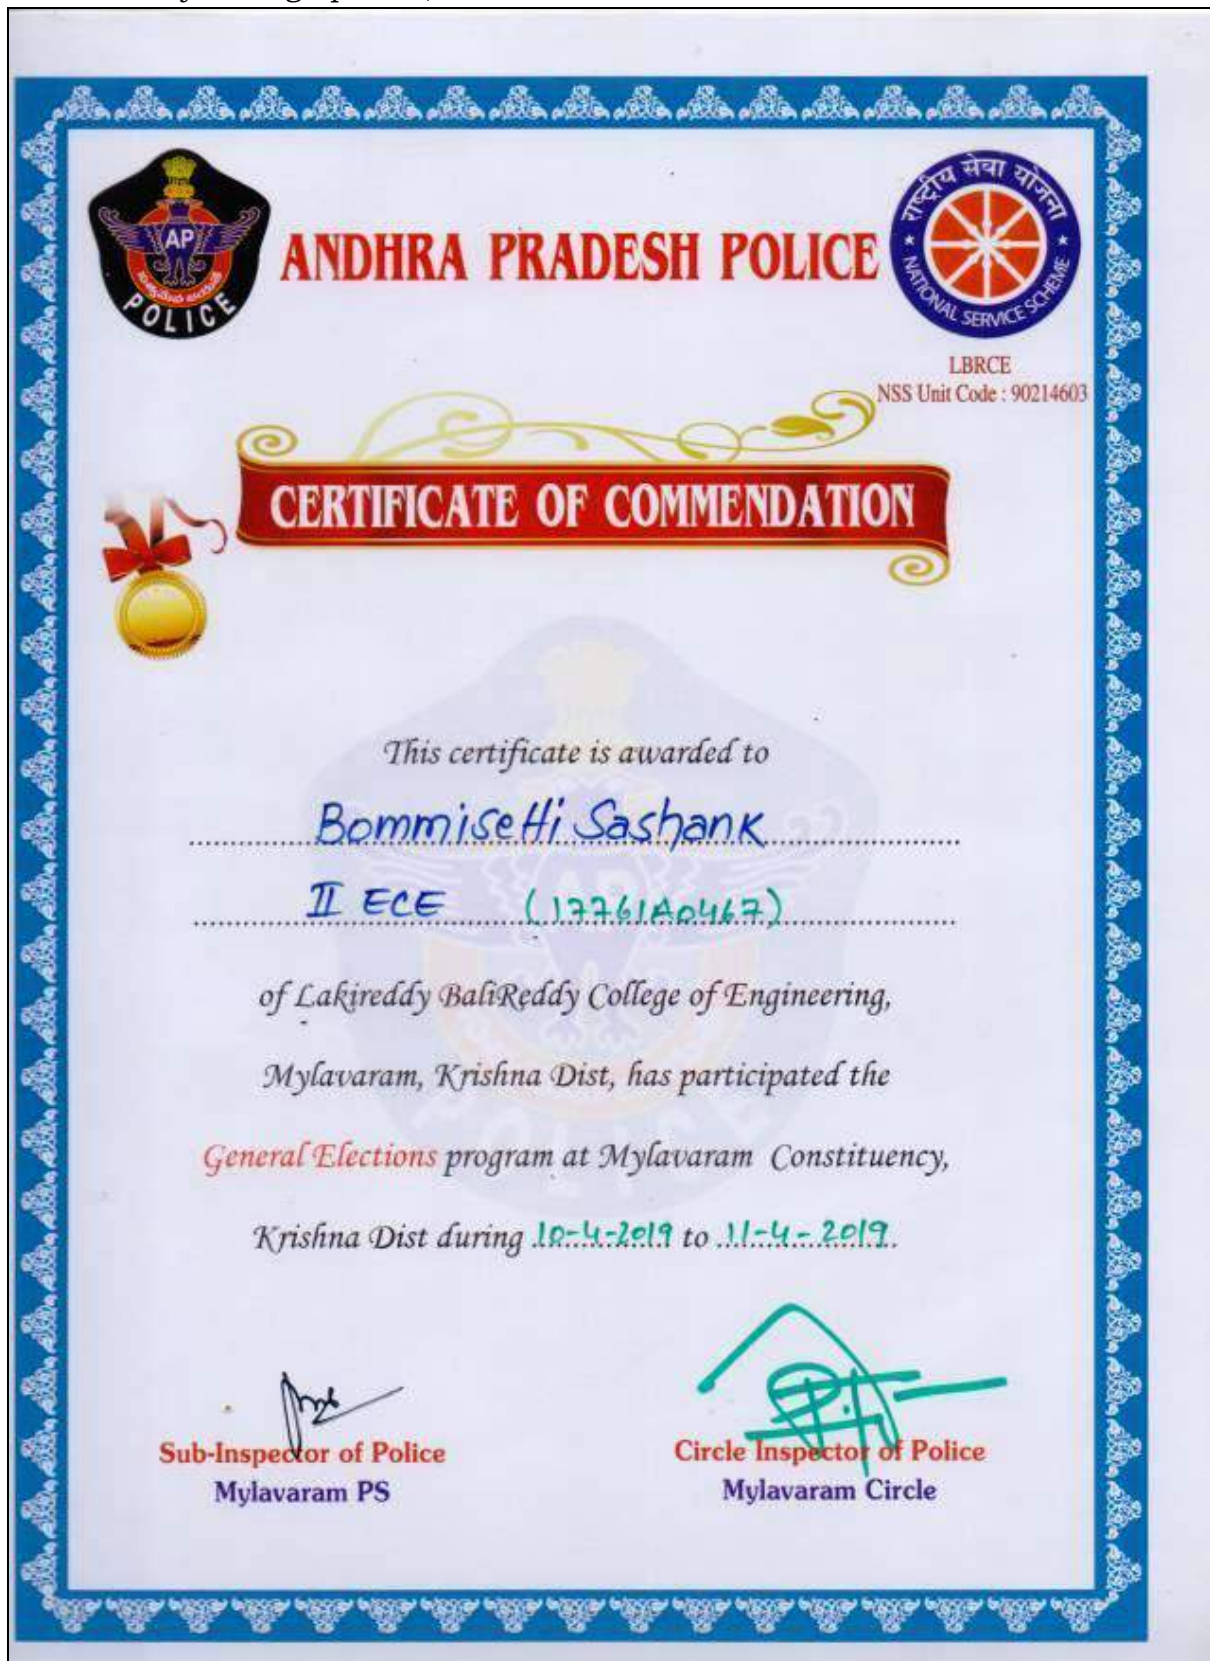 AP
POLICE
ANDHRA PRADESH POLICE
राष्ट्रीय सेवा योजना
NATIONAL SERVICE SCHEME
LBRCE
NSS Unit Code : 90214603
CERTIFICATE OF COMMENDATION
This certificate is awarded to
Bommisetti Sashank
II ECE (17761A0467)
of Lakireddy BaliReddy College of Engineering,
Mylavaram, Krishna Dist, has participated the
General Elections program at Mylavaram Constituency,
Krishna Dist during 10-4-2019 to 11-4-2019.
Sub-Inspector of Police
Mylavaram PS
Circle Inspector of Police
Mylavaram Circle